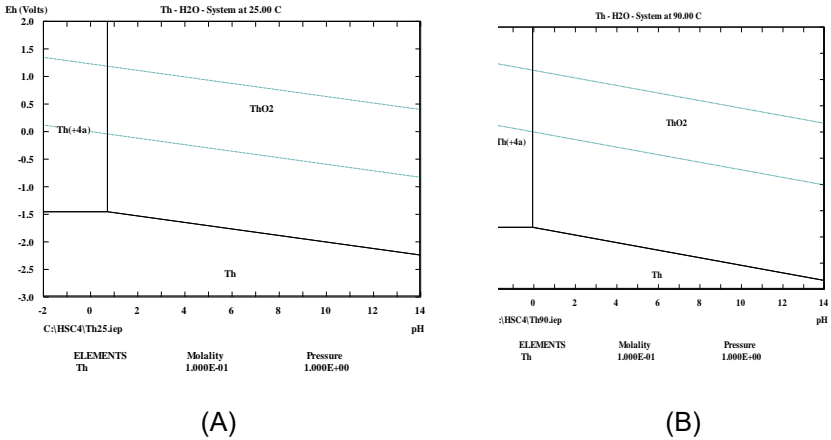 Eh (Volts)
Th - H2O - System at 25.00 C
2.0
1.5
1.0
0.5
0.0
-0.5
-1.0
-1.5
-2.0
-2.5
-3.0
ThO2
Th(+4a)
Th
-2 0 2 4 6 8 10 12 14
C:\HSC4\Th25.iep pH
ELEMENTS Molality Pressure
Th 1.000E-01 1.000E+00
(A)
Th - H2O - System at 90.00 C
ThO2
Th(+4a)
Th
0 2 4 6 8 10 12 14
:\HSC4\Th90.iep pH
ELEMENTS Molality Pressure
Th 1.000E-01 1.000E+00
(B)